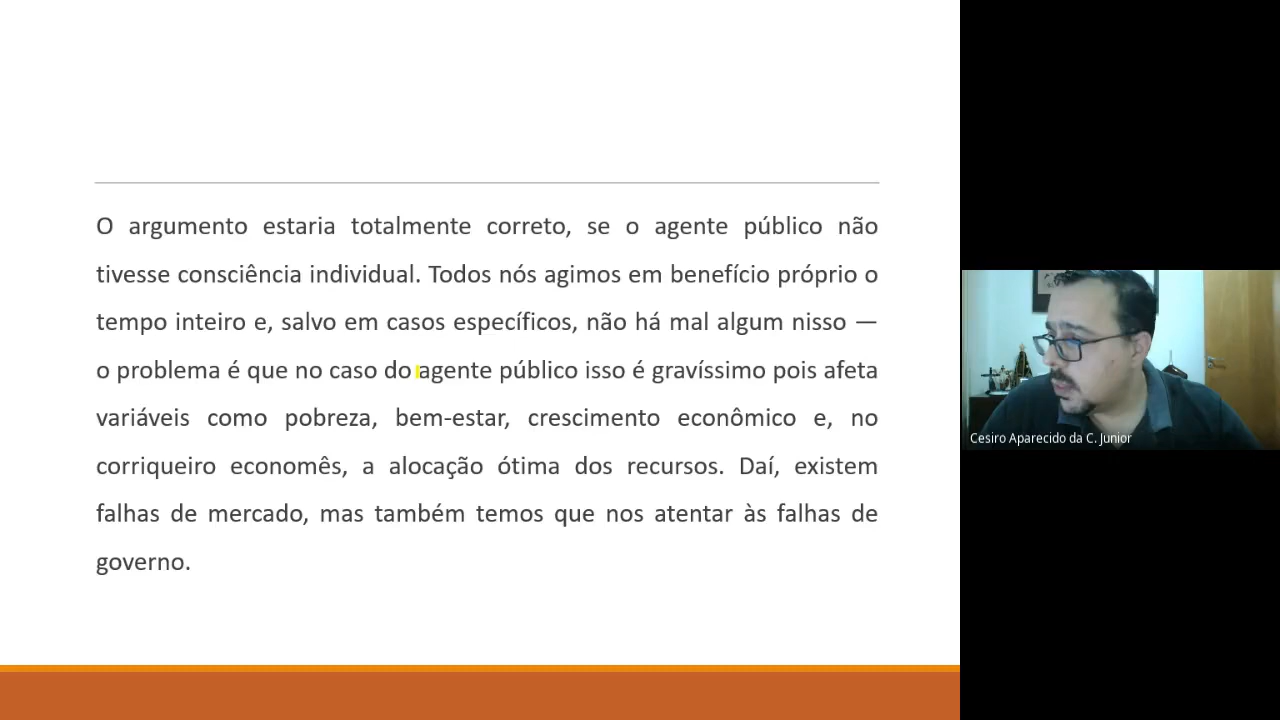 O argumento estaria totalmente correto, se o agente público não
tivesse consciência individual. Todos nós agimos em benefício próprio o
tempo inteiro e, salvo em casos específicos, não há mal algum nisso —
o problema é que no caso do agente público isso é gravíssimo pois afeta
variáveis como pobreza, bem-estar, crescimento econômico e, no
corriqueiro economês, a alocação ótima dos recursos. Daí, existem
falhas de mercado, mas também temos que nos atentar às falhas de
governo.
Cesiro Aparecido da C. Junior